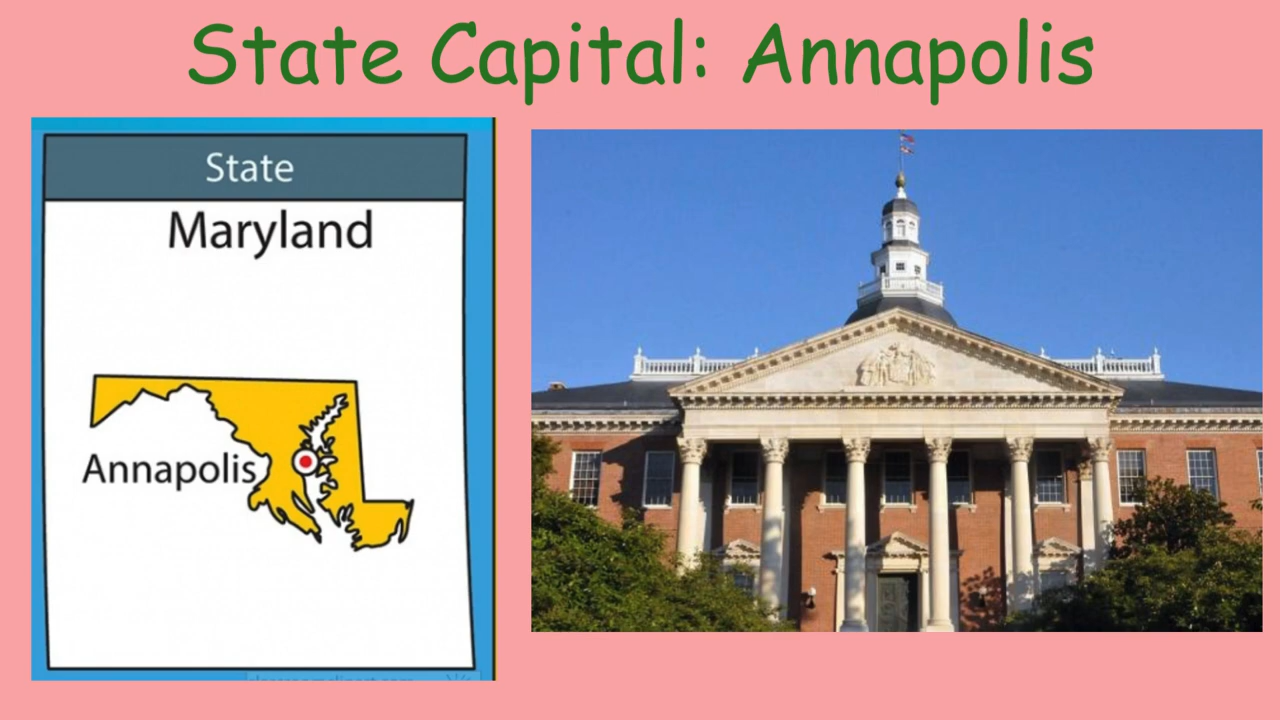 State Capital: Annapolis
State
Maryland
Annapolis